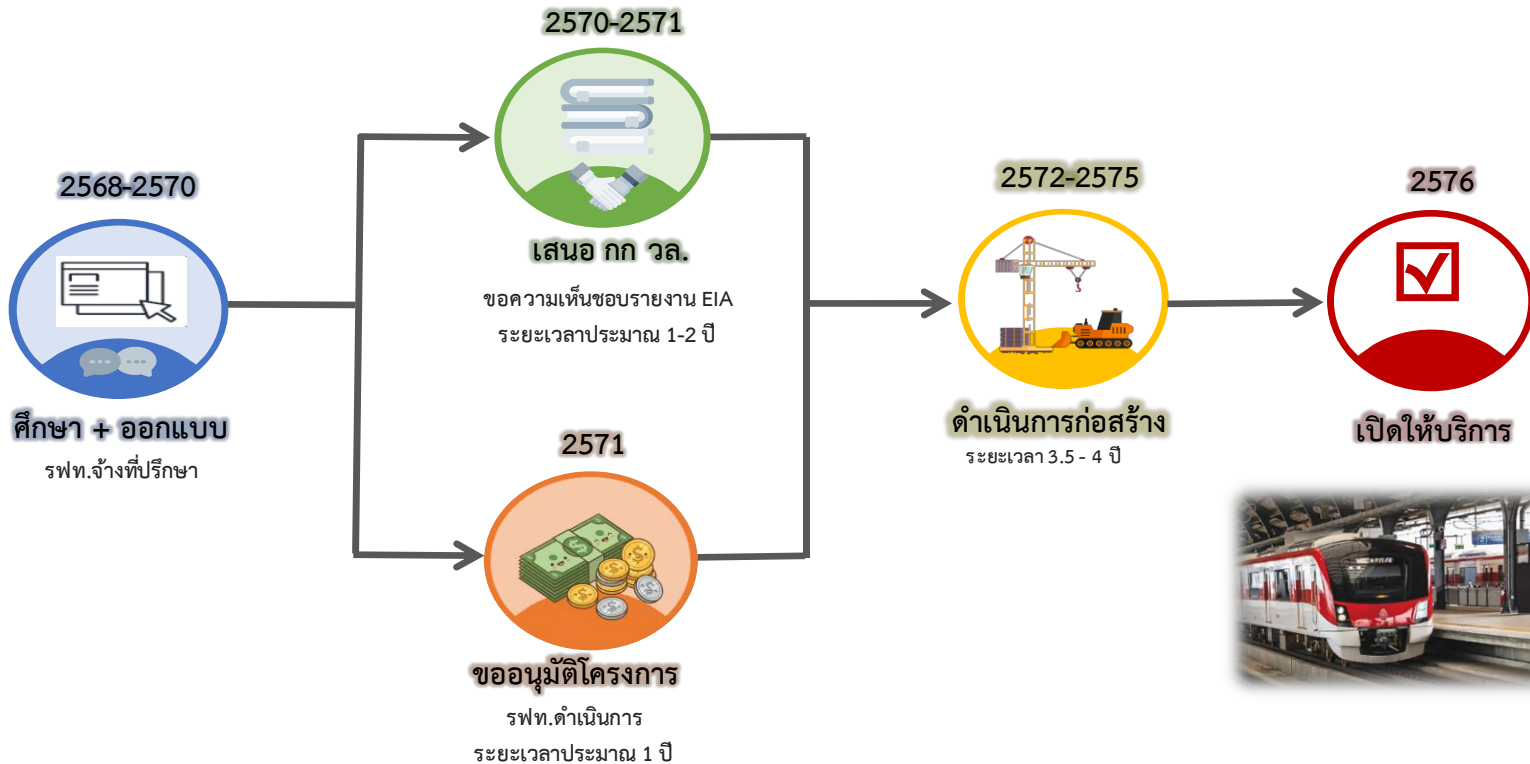 2568-2570
ศึกษา + ออกแบบ
รฟท.จ้างที่ปรึกษา
2570-2571
เสนอ กก วล.
ขอความเห็นชอบรายงาน EIA
ระยะเวลาประมาณ 1-2 ปี
2571
ขออนุมัติโครงการ
รฟท.ดำเนินการ
ระยะเวลาประมาณ 1 ปี
2572-2575
ดำเนินการก่อสร้าง
ระยะเวลา 3.5 - 4 ปี
2576
เปิดให้บริการ